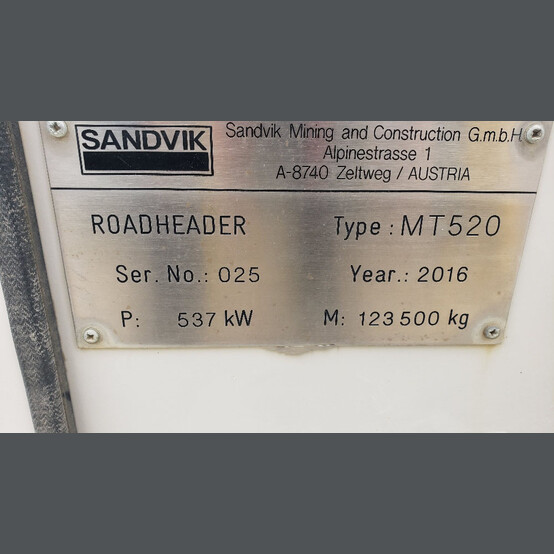 SANDVIK
Sandvik Mining and Construction G.m.b.H
Alpinestrasse 1
A-8740 Zeltweg / AUSTRIA
ROADHEADER Type : MT520
Ser. No.: 025 Year.: 2016
P: 537 kW M: 123 500 kg